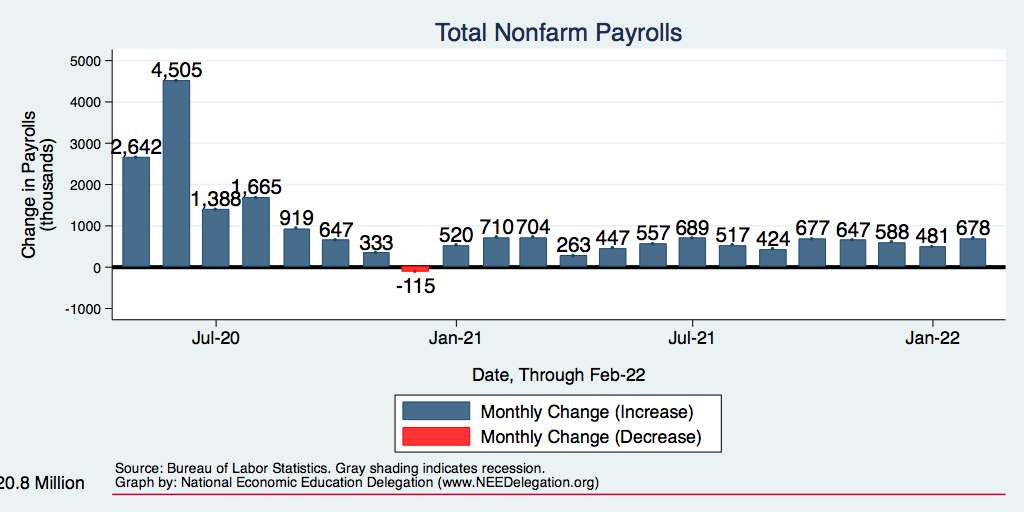 Total Nonfarm Payrolls
5000
4000
3000
2000
1000
0
-1000
Change in Payrolls
(thousands)
2,642
4,505
1,388
1,665
919
647
333
-115
520
710
704
263
447
557
689
517
424
677
647
588
481
678
Jul-20
Jan-21
Jul-21
Jan-22
Date, Through Feb-22
Monthly Change (Increase)
Monthly Change (Decrease)
Source: Bureau of Labor Statistics. Gray shading indicates recession.
Graph by: National Economic Education Delegation (www.NEEDelegation.org)
20.8 Million